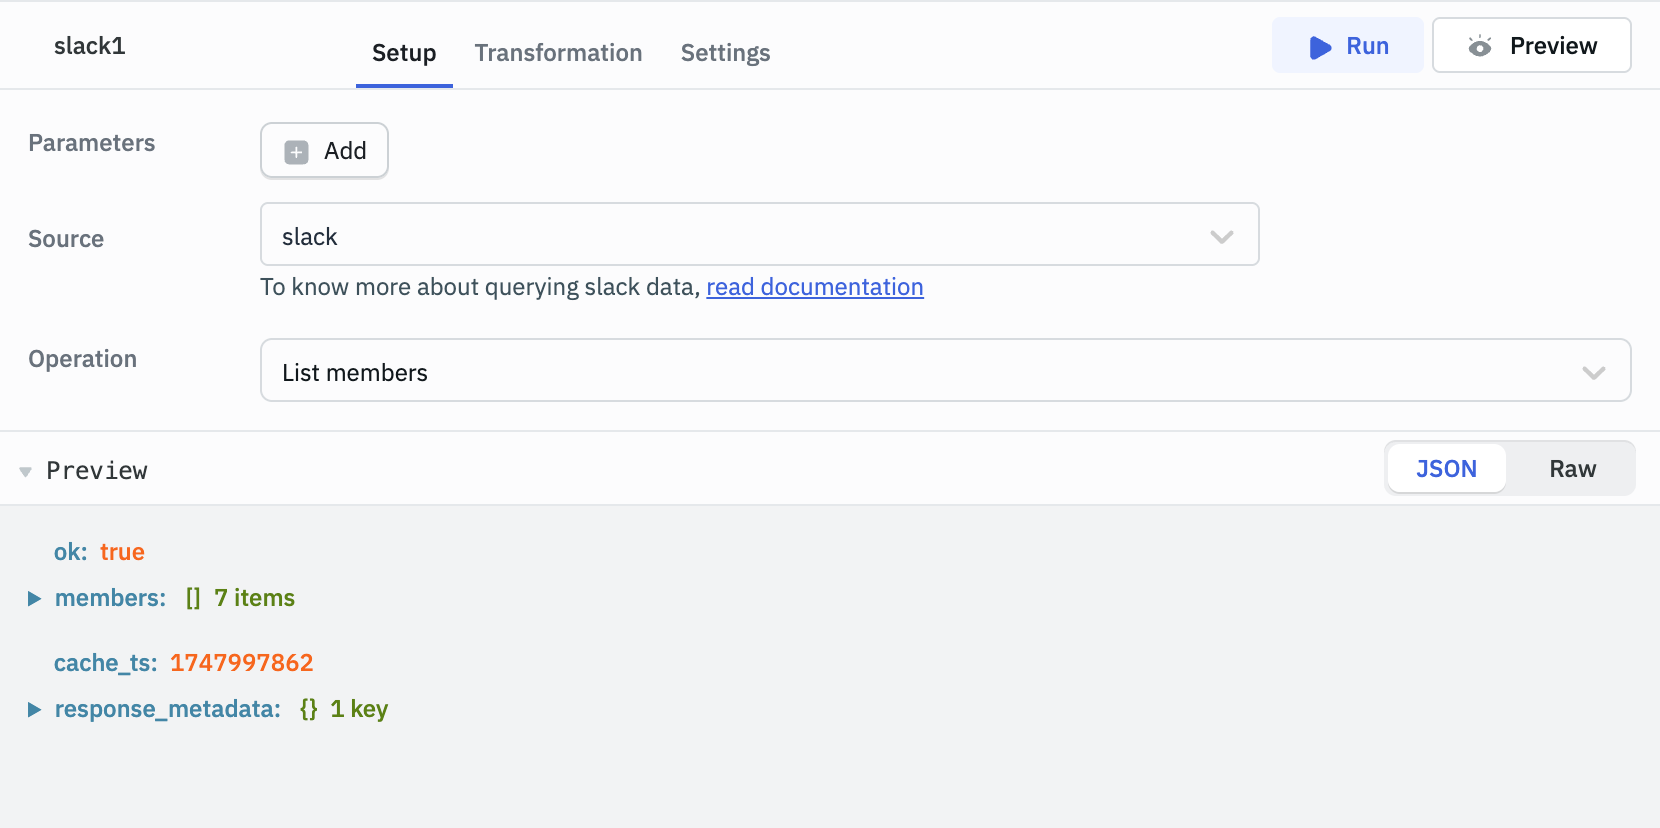 slack1
Setup Transformation Settings
Run Preview
Parameters
Add
Source
slack
To know more about querying slack data, read documentation
Operation
List members
Preview
JSON Raw
ok: true
members: [] 7 items
cache_ts: 1747997862
response_metadata: {} 1 key